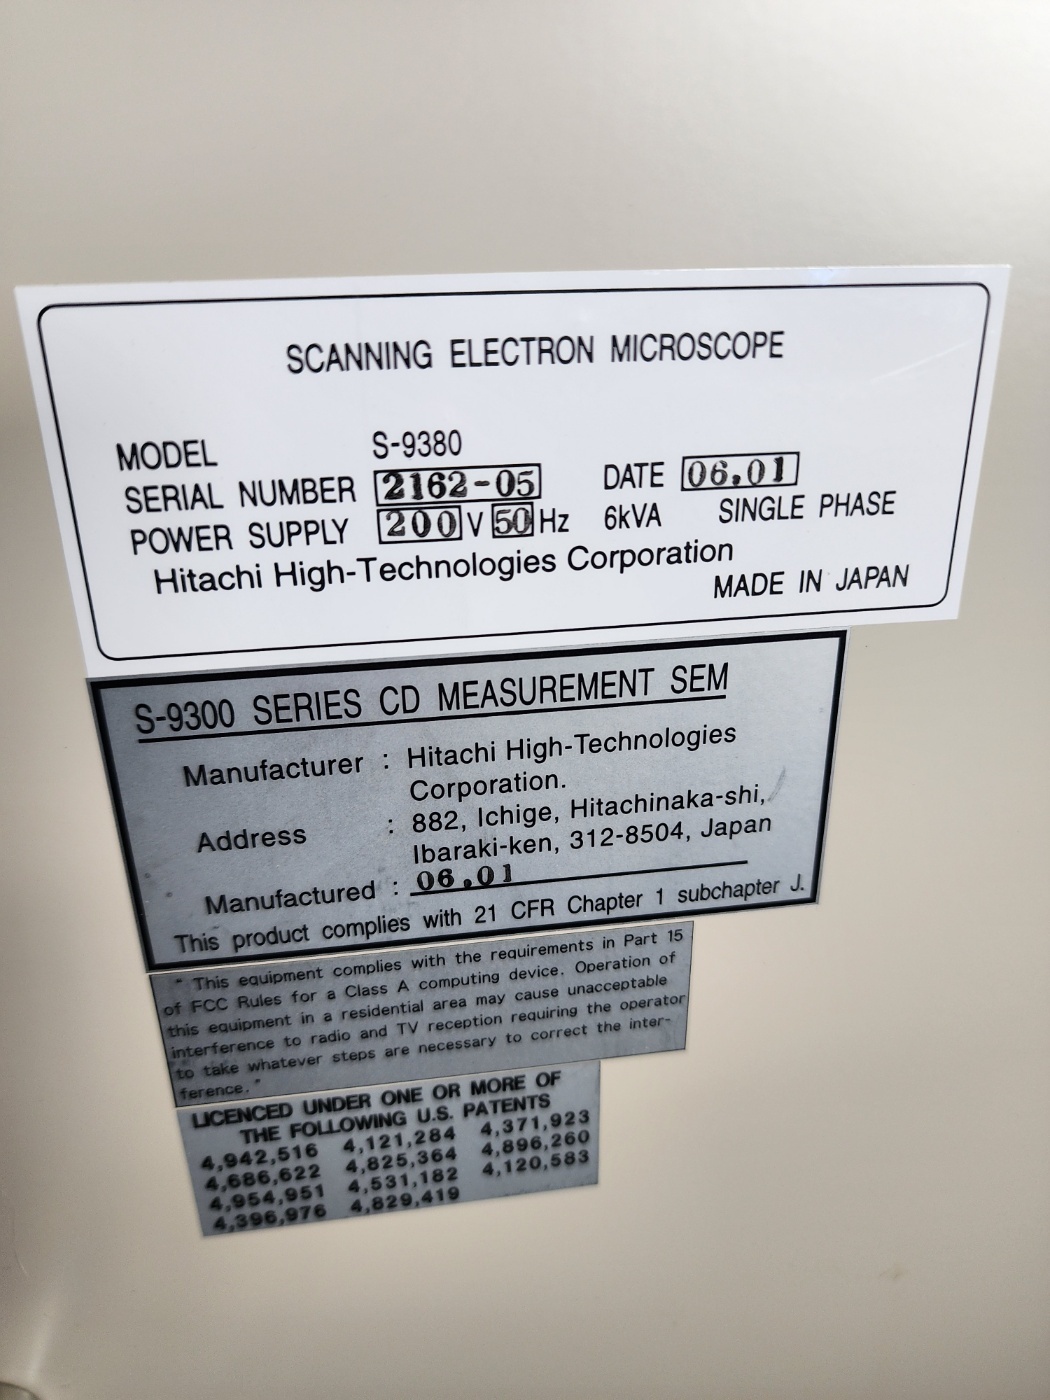 SCANNING ELECTRON MICROSCOPE
MODEL S-9380
SERIAL NUMBER 2162-05 DATE 06.01
POWER SUPPLY 200 V 50 Hz 6kVA SINGLE PHASE
Hitachi High-Technologies Corporation
MADE IN JAPAN
S-9300 SERIES CD MEASUREMENT SEM
Manufacturer : Hitachi High-Technologies
Corporation.
Address : 882, Ichige, Hitachinaka-shi,
Ibaraki-ken, 312-8504, Japan
Manufactured : 06.01
This product complies with 21 CFR Chapter 1 subchapter J.
" This equipment complies with the requirements in Part 15
of FCC Rules for a Class A computing device. Operation of
this equipment in a residential area may cause unacceptable
interference to radio and TV reception requiring the operator
to take whatever steps are necessary to correct the inter-
ference. "
LICENCED UNDER ONE OR MORE OF
THE FOLLOWING U.S. PATENTS
4,942,516 4,121,284 4,371,923
4,686,622 4,825,364 4,896,260
4,954,951 4,531,182 4,120,583
4,396,976 4,829,419